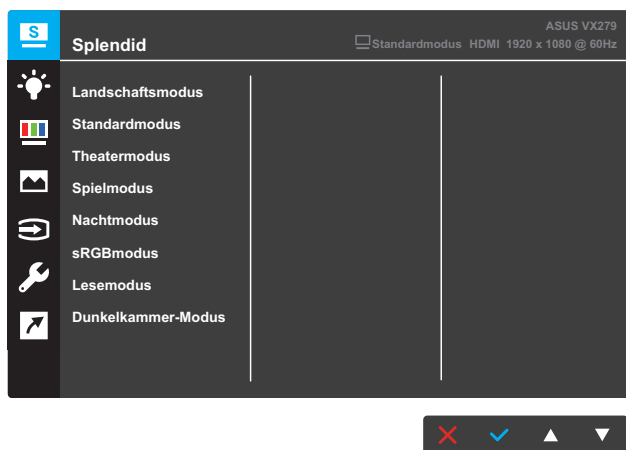 S
ASUS VX279
Splendid
Standardmodus HDMI 1920 x 1080 @ 60Hz
Landschaftsmodus
Standardmodus
Theatermodus
Spielmodus
Nachtmodus
sRGBmodus
Lesemodus
Dunkelkammer-Modus